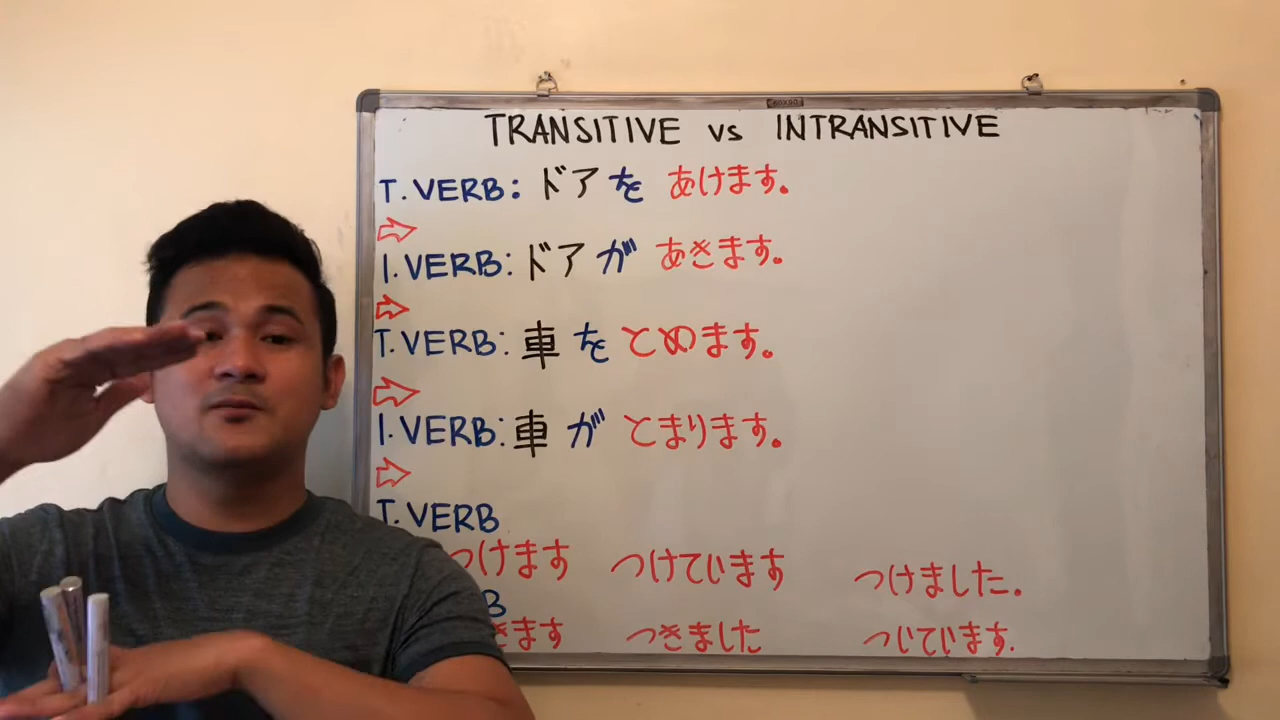 TRANSITIVE vs INTRANSITIVE
T.VERB: ドアを あけます。
I.VERB: ドアが あきます。
T.VERB: 車を とめます。
I.VERB: 車が とまります。
T.VERB
つけます つけています つけました.
B
きます つきました ついています.